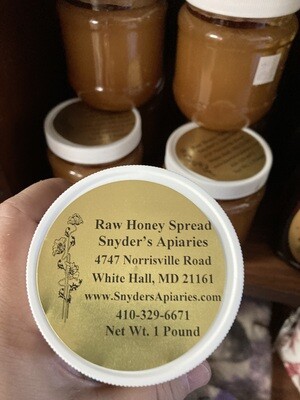 Raw Honey Spread
Snyder's Apiaries
4747 Norrisville Road
White Hall, MD 21161
www.SnydersApiaries.com
410-329-6671
Net Wt. 1 Pound